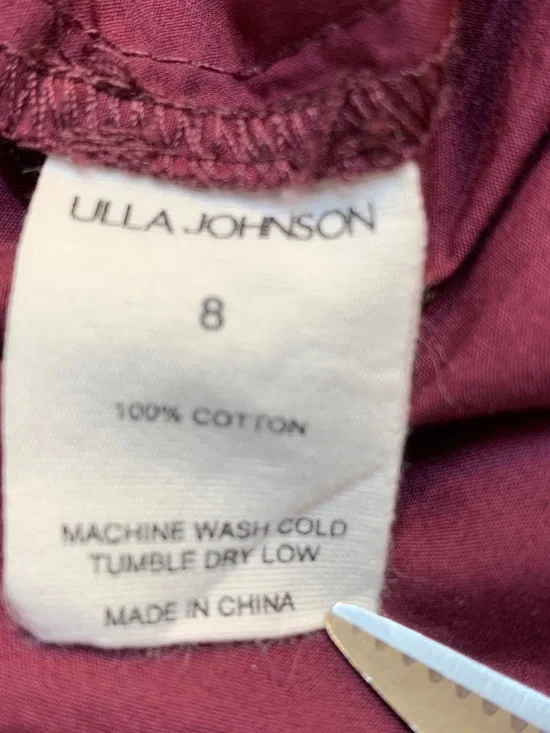 ULLA JOHNSON
8
100% COTTON
MACHINE WASH COLD
TUMBLE DRY LOW
MADE IN CHINA